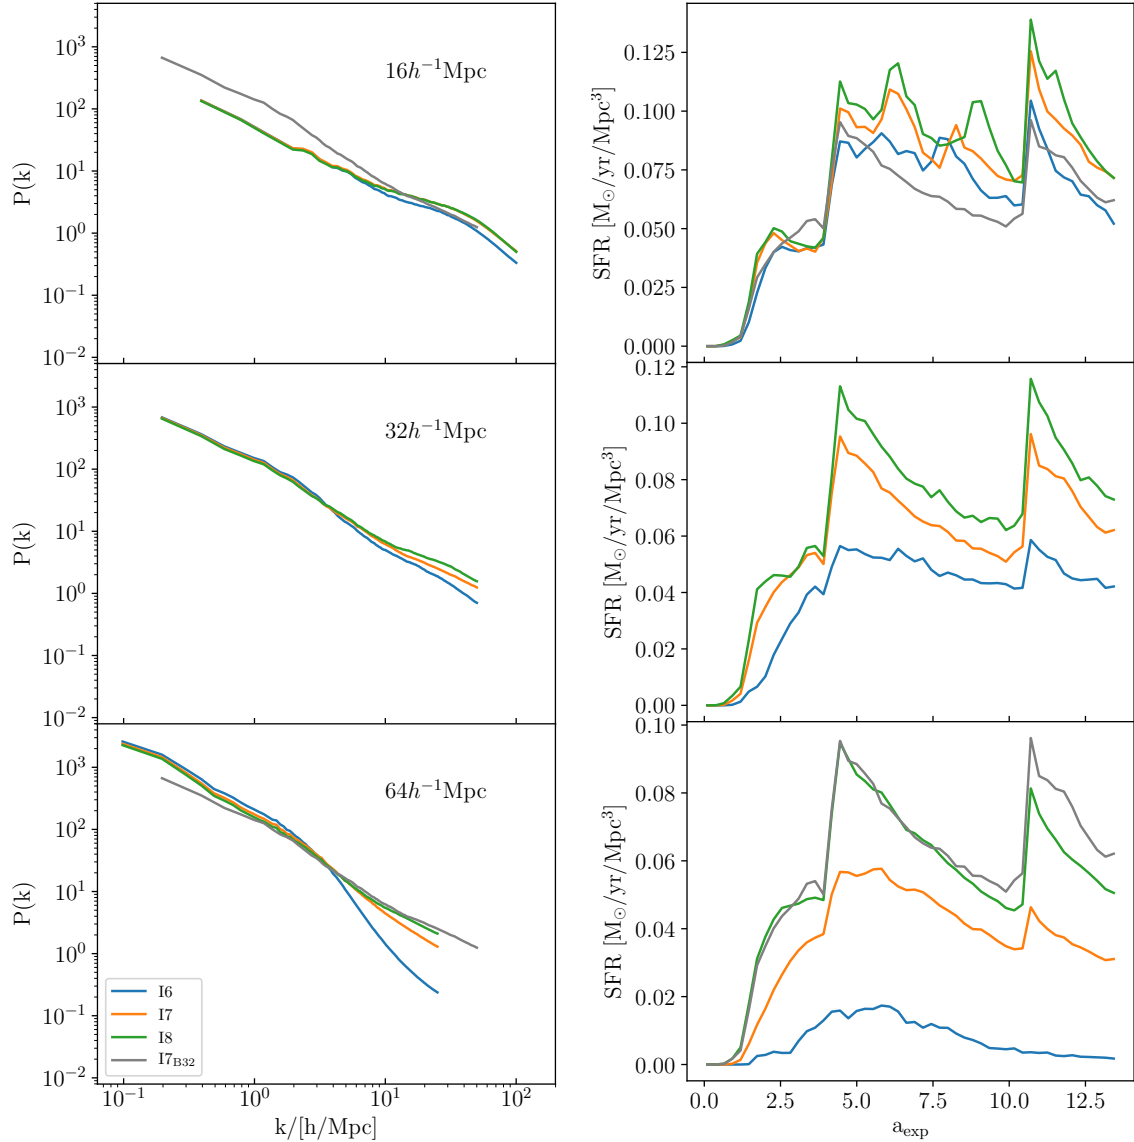 10³
10²
10¹
10⁰
10⁻¹
10⁻²
P(k)
16h⁻¹Mpc
0.125
0.100
0.075
0.050
0.025
0.000
SFR [M⊙/yr/Mpc³]
10³
10²
10¹
10⁰
10⁻¹
10⁻²
P(k)
32h⁻¹Mpc
0.12
0.10
0.08
0.06
0.04
0.02
0.00
SFR [M⊙/yr/Mpc³]
10³
10²
10¹
10⁰
10⁻¹
10⁻²
P(k)
64h⁻¹Mpc
I6
I7
I8
I7B32
10⁻¹ 10⁰ 10¹ 10²
k/[h/Mpc]
0.10
0.08
0.06
0.04
0.02
0.00
SFR [M⊙/yr/Mpc³]
0.0 2.5 5.0 7.5 10.0 12.5
aexp